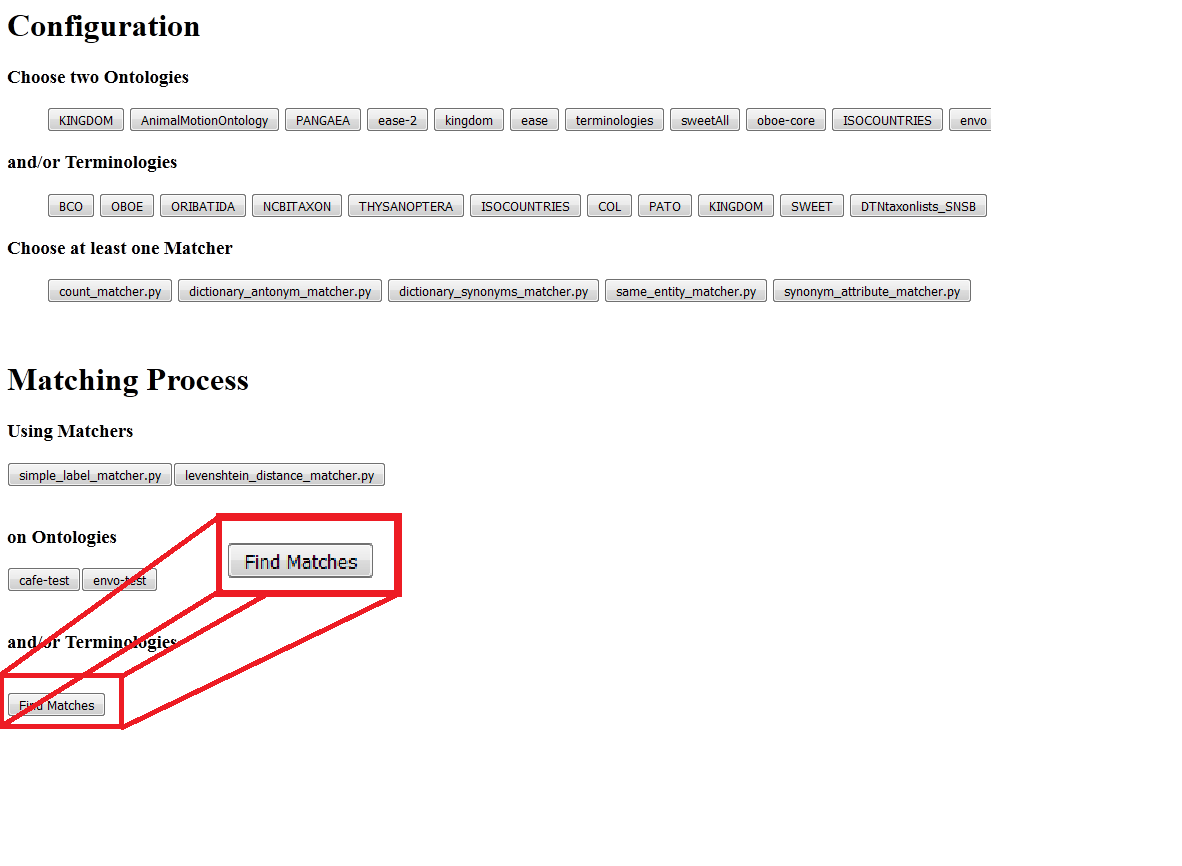 Configuration
Choose two Ontologies
KINGDOM AnimalMotionOntology PANGAEA ease-2 kingdom ease terminologies sweetAll oboe-core ISOCOUNTRIES envo
and/or Terminologies
BCO OBOE ORIBATIDA NCBITAXON THYSANOPTERA ISOCOUNTRIES COL PATO KINGDOM SWEET DTNtaxonlists_SNSB
Choose at least one Matcher
count_matcher.py dictionary_antonym_matcher.py dictionary_synonyms_matcher.py same_entity_matcher.py synonym_attribute_matcher.py
Matching Process
Using Matchers
simple_label_matcher.py levenshtein_distance_matcher.py
on Ontologies
Find Matches
cafe-test envo-test
and/or Terminologies
Find Matches